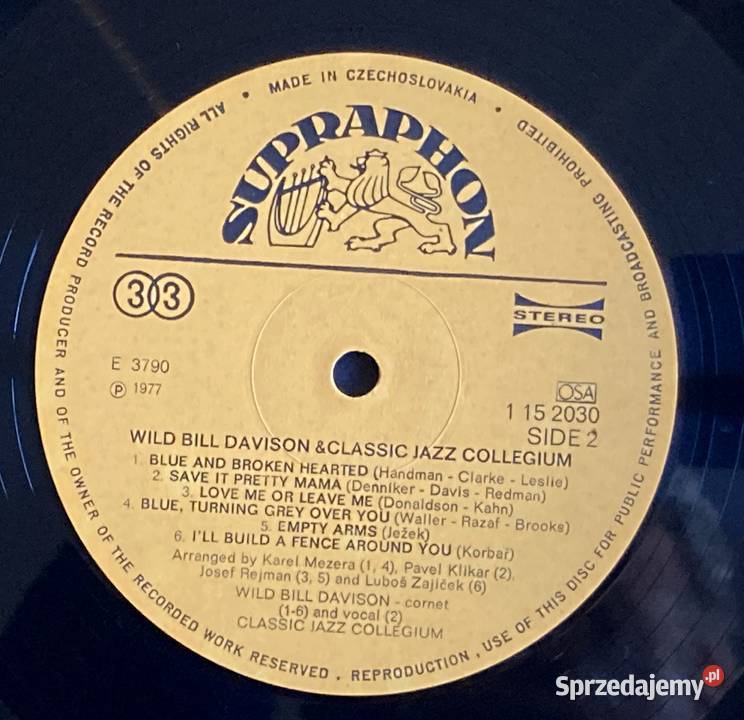 MADE IN CZECHOSLOVAKIA
ALL RIGHTS OF THE RECORD PRODUCER AND OF THE OWNER OF THE RECORDED WORK RESERVED . REPRODUCTION , USE OF THIS DISC FOR PUBLIC PERFORMANCE AND BROADCASTING PROHIBITED
SUPRAPHON
33
STEREO
E 3790
Ⓟ 1977
OSA
1 15 2030
SIDE 2
WILD BILL DAVISON & CLASSIC JAZZ COLLEGIUM
1. BLUE AND BROKEN HEARTED (Handman - Clarke - Leslie)
2. SAVE IT PRETTY MAMA (Denniker - Davis - Redman)
3. LOVE ME OR LEAVE ME (Donaldson - Kahn)
4. BLUE, TURNING GREY OVER YOU (Waller - Razaf - Brooks)
5. EMPTY ARMS (Ježek)
6. I'LL BUILD A FENCE AROUND YOU (Korbař)
Arranged by Karel Mezera (1, 4), Pavel Klikar (2),
Josef Rejman (3, 5) and Luboš Zajíček (6)
WILD BILL DAVISON - cornet
(1-6) and vocal (2)
CLASSIC JAZZ COLLEGIUM
Sprzedajemy.pl